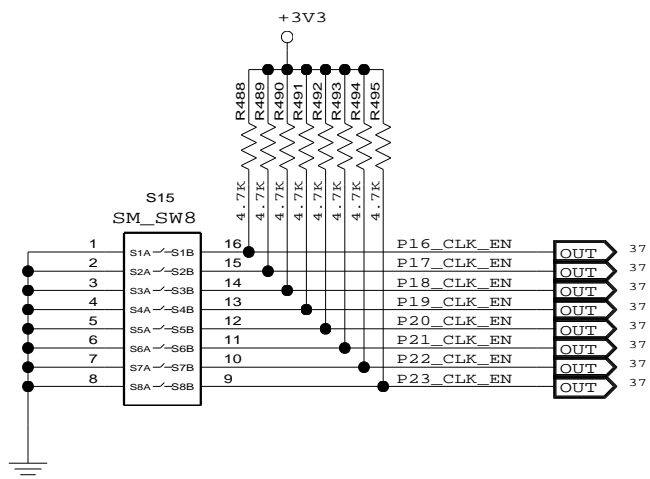 +3V3
R488
R489
R490
R491
R492
R493
R494
R495
4.7K
4.7K
4.7K
4.7K
4.7K
4.7K
4.7K
4.7K
S15
SM_SW8
1 S1A S1B 16 P16_CLK_EN OUT 37
2 S2A S2B 15 P17_CLK_EN OUT 37
3 S3A S3B 14 P18_CLK_EN OUT 37
4 S4A S4B 13 P19_CLK_EN OUT 37
5 S5A S5B 12 P20_CLK_EN OUT 37
6 S6A S6B 11 P21_CLK_EN OUT 37
7 S7A S7B 10 P22_CLK_EN OUT 37
8 S8A S8B 9 P23_CLK_EN OUT 37